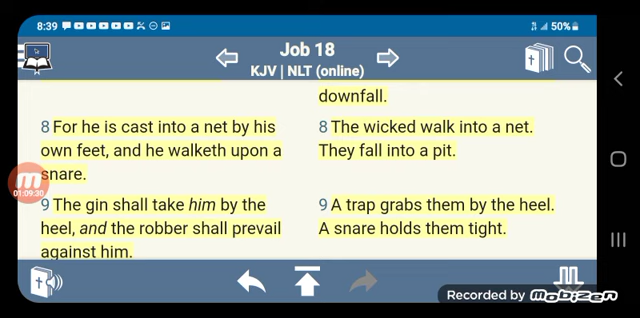 8:39
50%
Job 18
KJV | NLT (online)
downfall.
8 For he is cast into a net by his
own feet, and he walketh upon a
snare.
9 The gin shall take him by the
heel, and the robber shall prevail
against him.
8 The wicked walk into a net.
They fall into a pit.
9 A trap grabs them by the heel.
A snare holds them tight.
01:09:30
Recorded by Mobizen